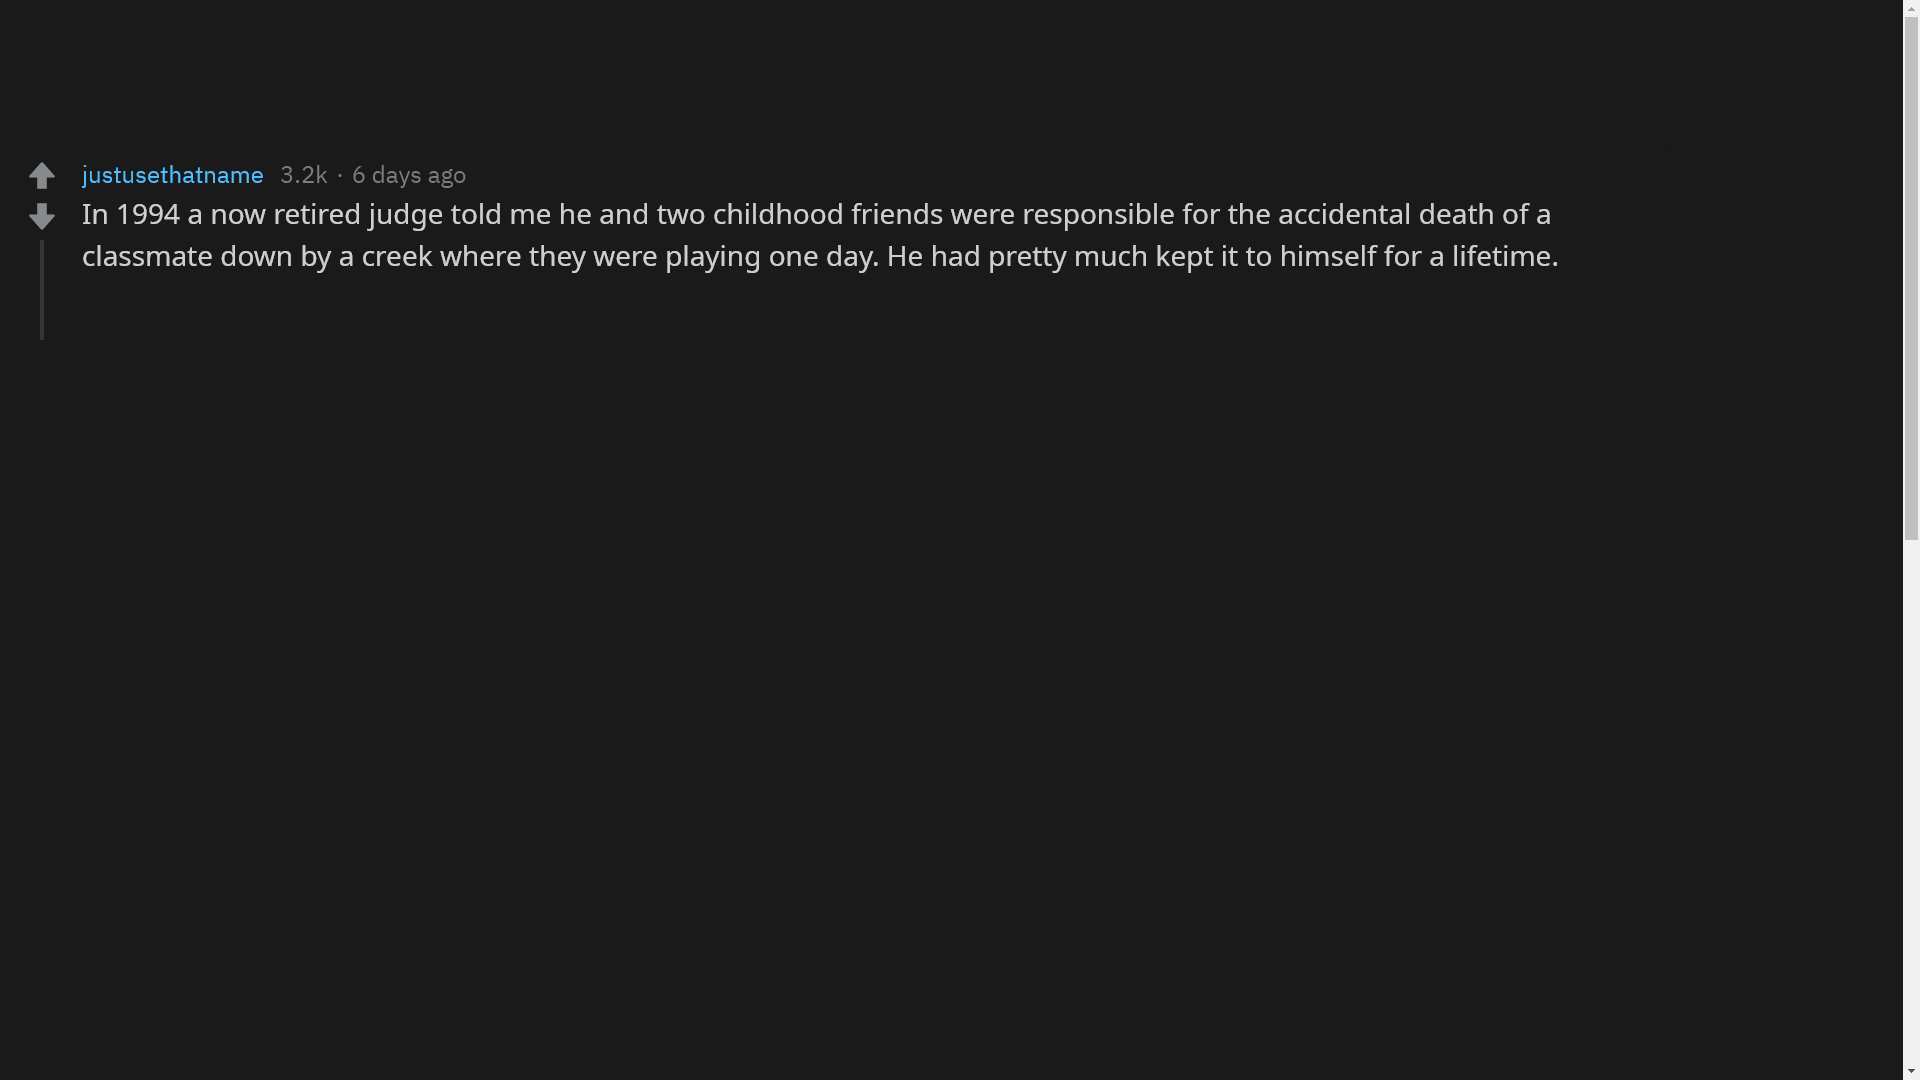 justusethatname 3.2k · 6 days ago
In 1994 a now retired judge told me he and two childhood friends were responsible for the accidental death of a
classmate down by a creek where they were playing one day. He had pretty much kept it to himself for a lifetime.